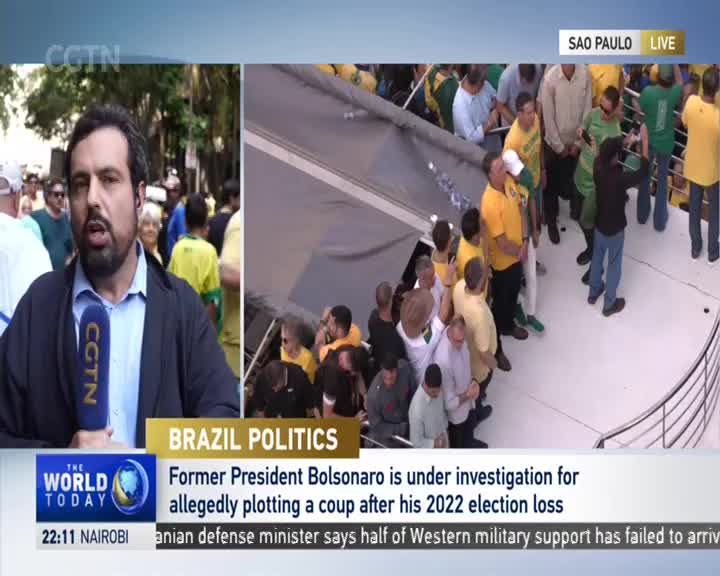 CGTN
SAO PAULO LIVE
CGTN
BRAZIL POLITICS
THE WORLD TODAY
Former President Bolsonaro is under investigation for
allegedly plotting a coup after his 2022 election loss
22:11 NAIROBI
anian defense minister says half of Western military support has failed to arriv